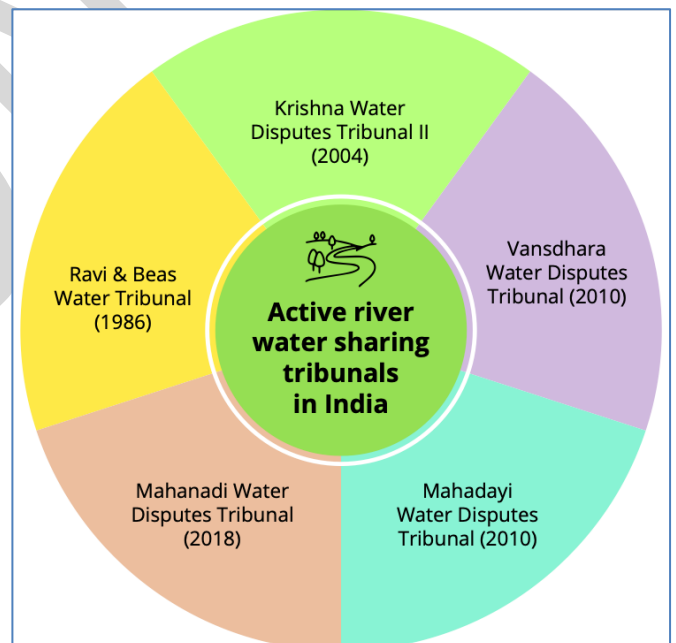 Krishna Water
Disputes Tribunal II
(2004)
Vansdhara
Water Disputes
Tribunal (2010)
Ravi & Beas
Water Tribunal
(1986)
Active river
water sharing
tribunals
in India
Mahanadi Water
Disputes Tribunal
(2018)
Mahadayi
Water Disputes
Tribunal (2010)